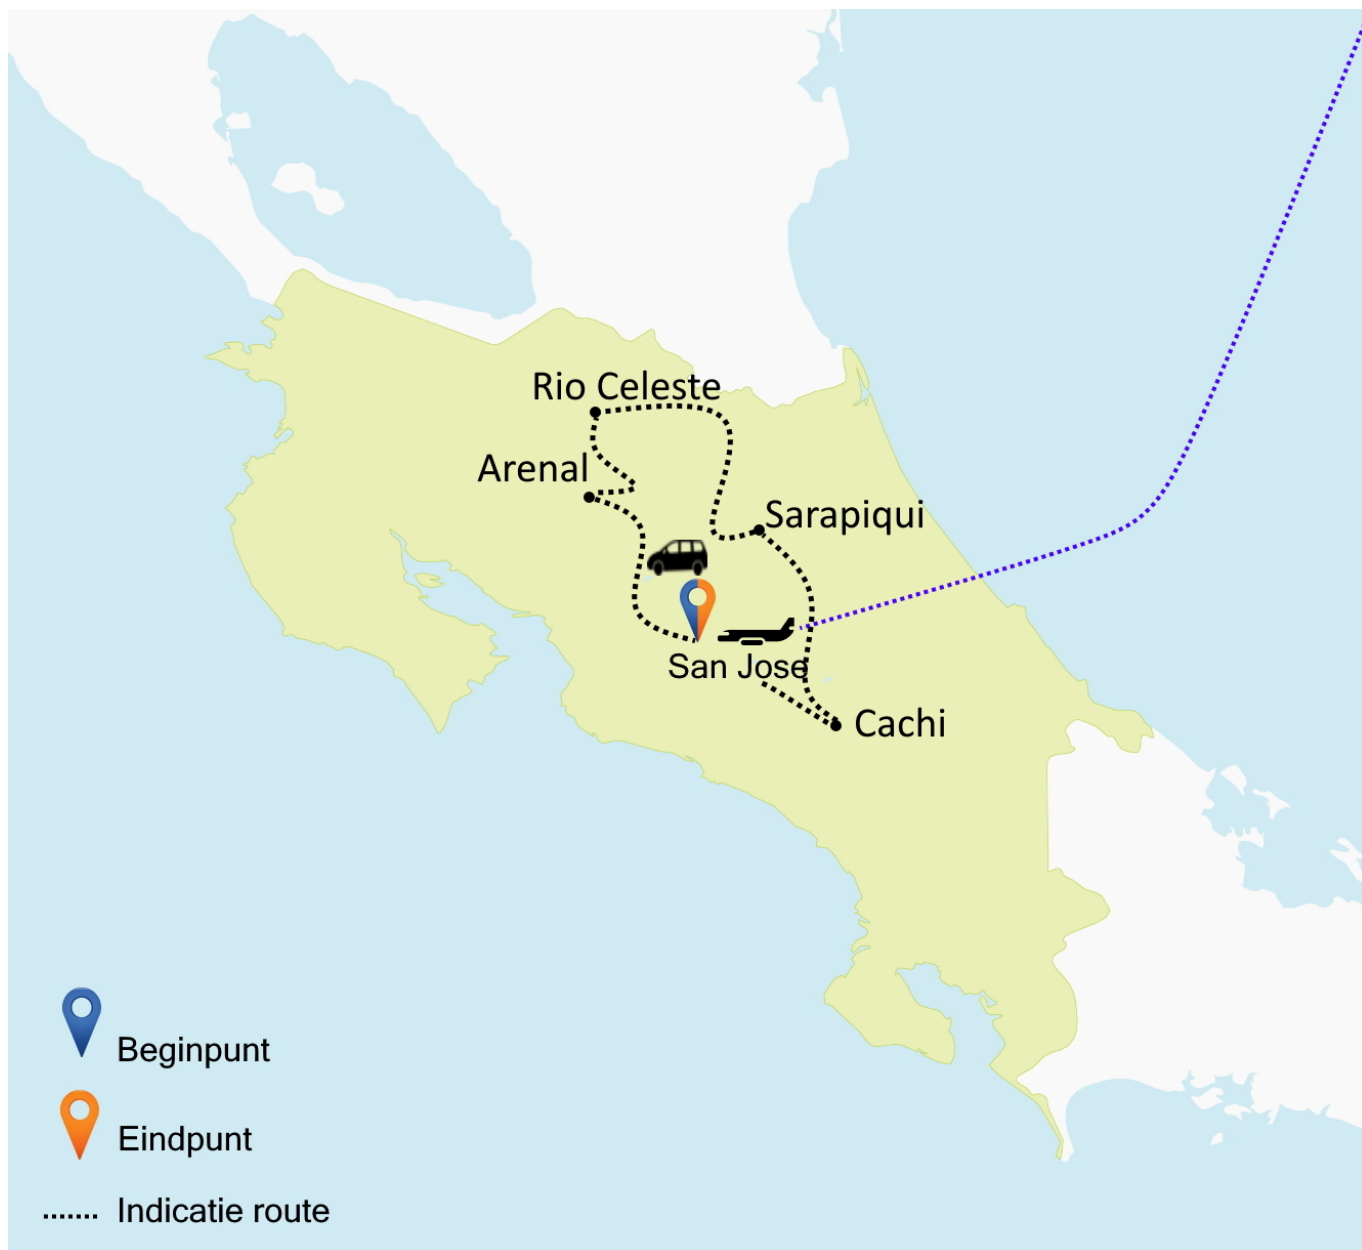 Rio Celeste
Arenal
Sarapiqui
San Jose
Cachi
Beginpunt
Eindpunt
Indicatie route